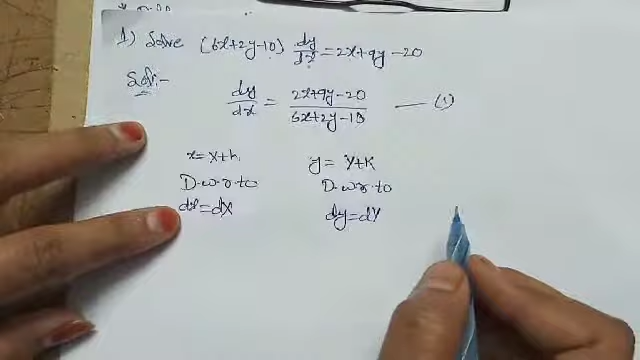 1) Solve (6x+2y-10) dy/dx = 2x+9y-20
Sol:-
dy/dx = 2x+9y-20/6x+2y-10 — (1)
x = X+h, y = Y+K
D.w.r.to D.w.r.to
dx = dX dy = dY